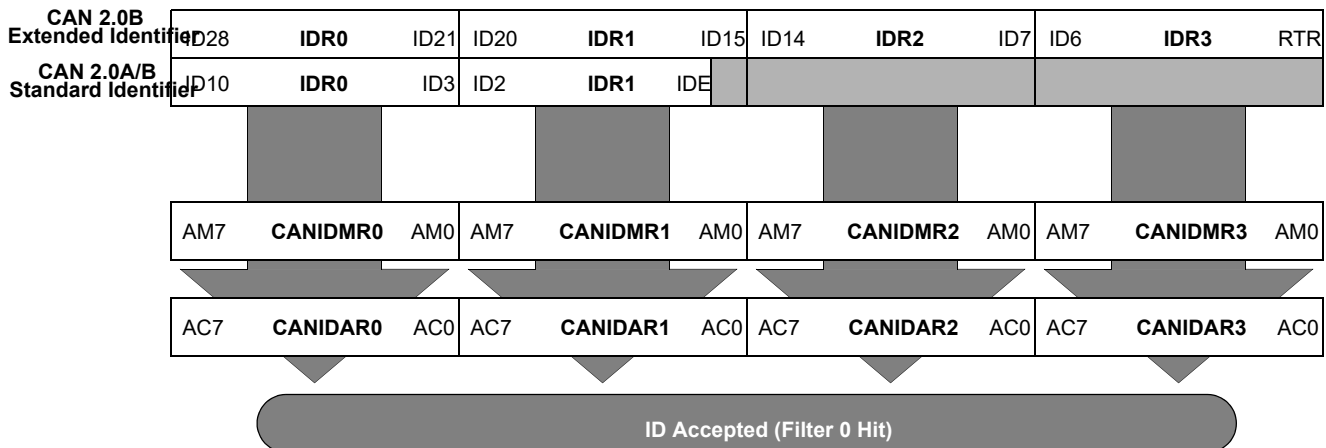 CAN 2.0B
Extended Identifier ID28 IDR0 ID21 ID20 IDR1 ID15 ID14 IDR2 ID7 ID6 IDR3 RTR
CAN 2.0A/B
Standard Identifier ID10 IDR0 ID3 ID2 IDR1 IDE
AM7 CANIDMR0 AM0 AM7 CANIDMR1 AM0 AM7 CANIDMR2 AM0 AM7 CANIDMR3 AM0
AC7 CANIDAR0 AC0 AC7 CANIDAR1 AC0 AC7 CANIDAR2 AC0 AC7 CANIDAR3 AC0
ID Accepted (Filter 0 Hit)